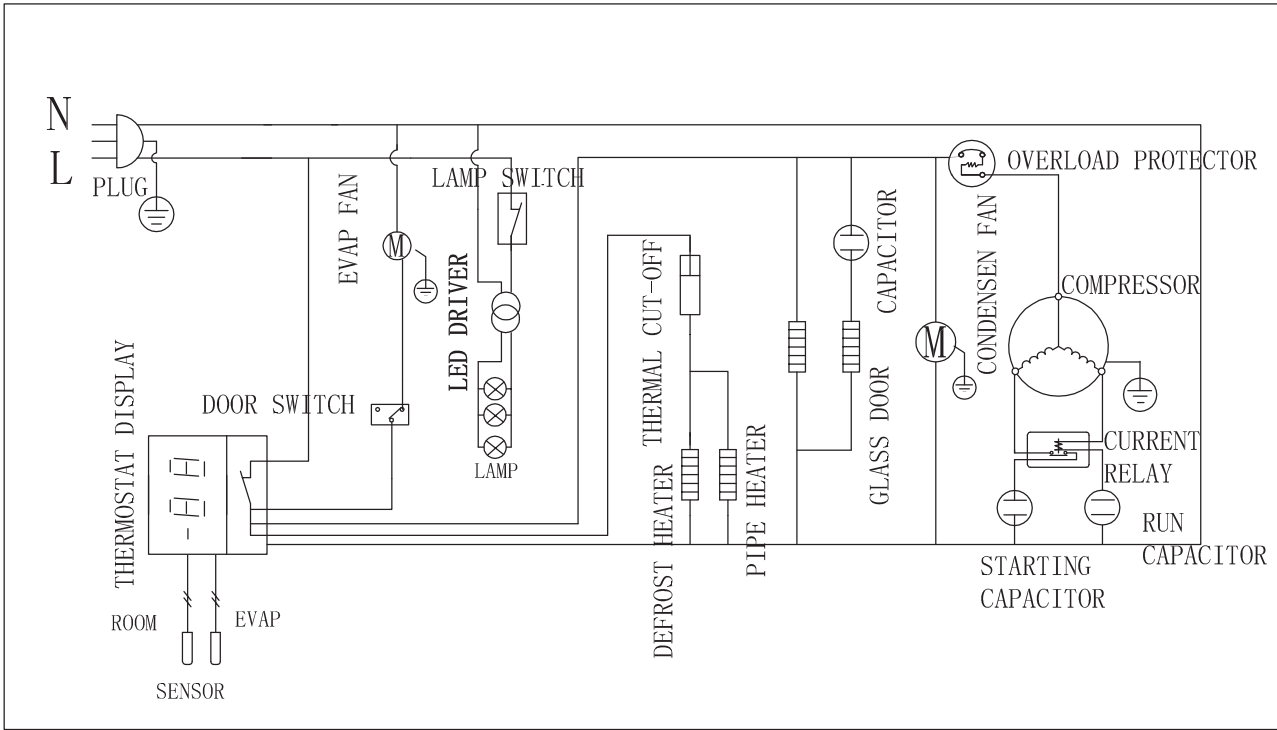 N
L
PLUG
LAMP SWITCH
OVERLOAD PROTECTOR
EVAP FAN
M
LED DRIVER
THERMAL CUT-OFF
CAPACITOR
CONDENSEN FAN
M
COMPRESSOR
THERMOSTAT DISPLAY
DOOR SWITCH
LAMP
DEFROST HEATER
PIPE HEATER
GLASS DOOR
CURRENT
RELAY
RUN
CAPACITOR
STARTING
CAPACITOR
ROOM
EVAP
SENSOR